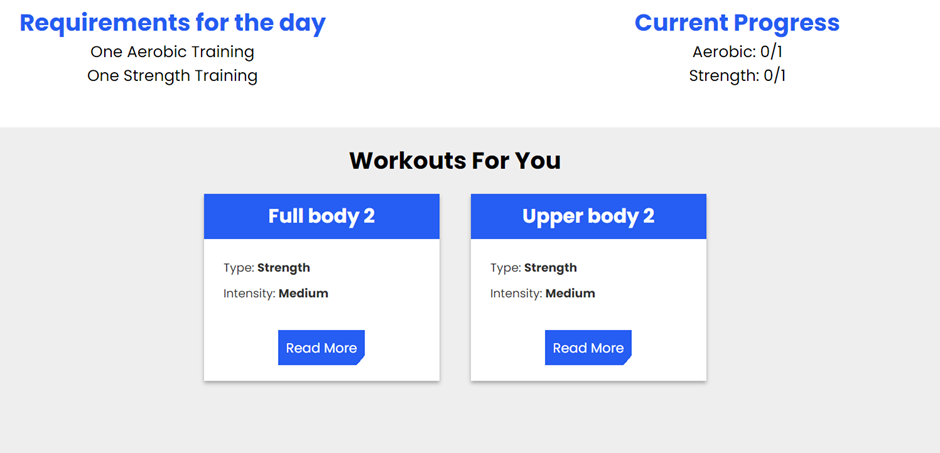 Requirements for the day
One Aerobic Training
One Strength Training
Current Progress
Aerobic: 0/1
Strength: 0/1
Workouts For You
Full body 2
Type: Strength
Intensity: Medium
Read More
Upper body 2
Type: Strength
Intensity: Medium
Read More